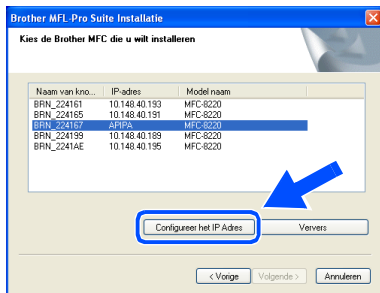 Brother MFL-Pro Suite Installatie
Kies de Brother MFC die u wilt installeren
Naam van kno... IP-adres Model naam
BRN_224161 10.148.40.193 MFC-8220
BRN_224165 10.148.40.191 MFC-8220
BRN_224167 APIPA MFC-8220
BRN_224199 10.148.40.189 MFC-8220
BRN_2241AE 10.148.40.195 MFC-8220
Configureer het IP Adres Ververs
< Vorige Volgende > Annuleren